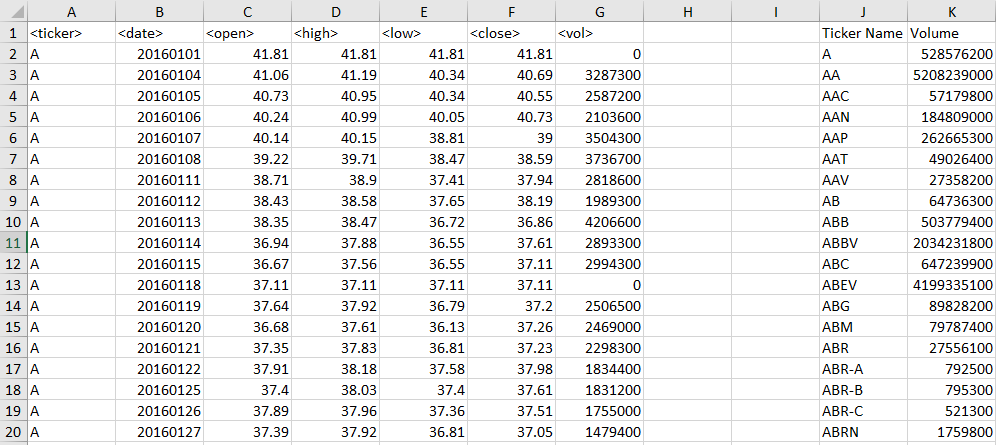 A B C D E F G H I J K
1 <ticker> <date> <open> <high> <low> <close> <vol> Ticker Name Volume
2 A 20160101 41.81 41.81 41.81 41.81 0 A 528576200
3 A 20160104 41.06 41.19 40.34 40.69 3287300 AA 5208239000
4 A 20160105 40.73 40.95 40.34 40.55 2587200 AAC 57179800
5 A 20160106 40.24 40.99 40.05 40.73 2103600 AAN 184809000
6 A 20160107 40.14 40.15 38.81 39 3504300 AAP 262665300
7 A 20160108 39.22 39.71 38.47 38.59 3736700 AAT 49026400
8 A 20160111 38.71 38.9 37.41 37.94 2818600 AAV 27358200
9 A 20160112 38.43 38.58 37.65 38.19 1989300 AB 64736300
10 A 20160113 38.35 38.47 36.72 36.86 4206600 ABB 503779400
11 A 20160114 36.94 37.88 36.55 37.61 2893300 ABBV 2034231800
12 A 20160115 36.67 37.56 36.55 37.11 2994300 ABC 647239900
13 A 20160118 37.11 37.11 37.11 37.11 0 ABEV 4199335100
14 A 20160119 37.64 37.92 36.79 37.2 2506500 ABG 89828200
15 A 20160120 36.68 37.61 36.13 37.26 2469000 ABM 79787400
16 A 20160121 37.35 37.83 36.81 37.23 2298300 ABR 27556100
17 A 20160122 37.91 38.18 37.58 37.98 1834400 ABR-A 792500
18 A 20160125 37.4 38.03 37.4 37.61 1831200 ABR-B 795300
19 A 20160126 37.89 37.96 37.36 37.51 1755000 ABR-C 521300
20 A 20160127 37.39 37.92 36.81 37.05 1479400 ABRN 1759800